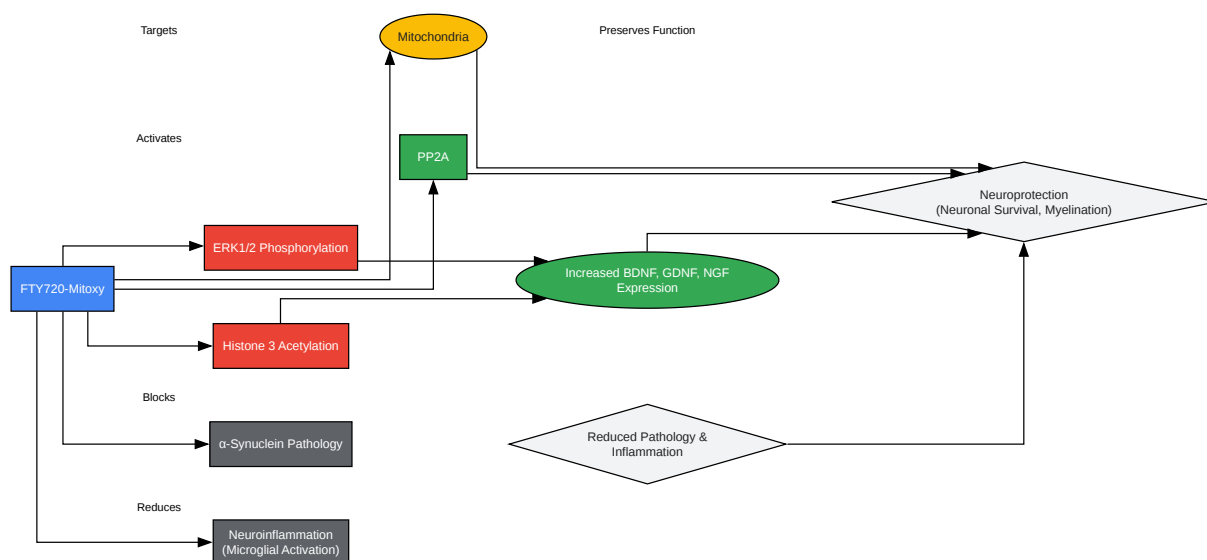 Targets
Mitochondria
Preserves Function
Activates
PP2A
Neuroprotection
(Neuronal Survival, Myelination)
ERK1/2 Phosphorylation
FTY720-Mitoxy
Increased BDNF, GDNF, NGF
Expression
Histone 3 Acetylation
Blocks
α-Synuclein Pathology
Reduced Pathology &
Inflammation
Reduces
Neuroinflammation
(Microglial Activation)